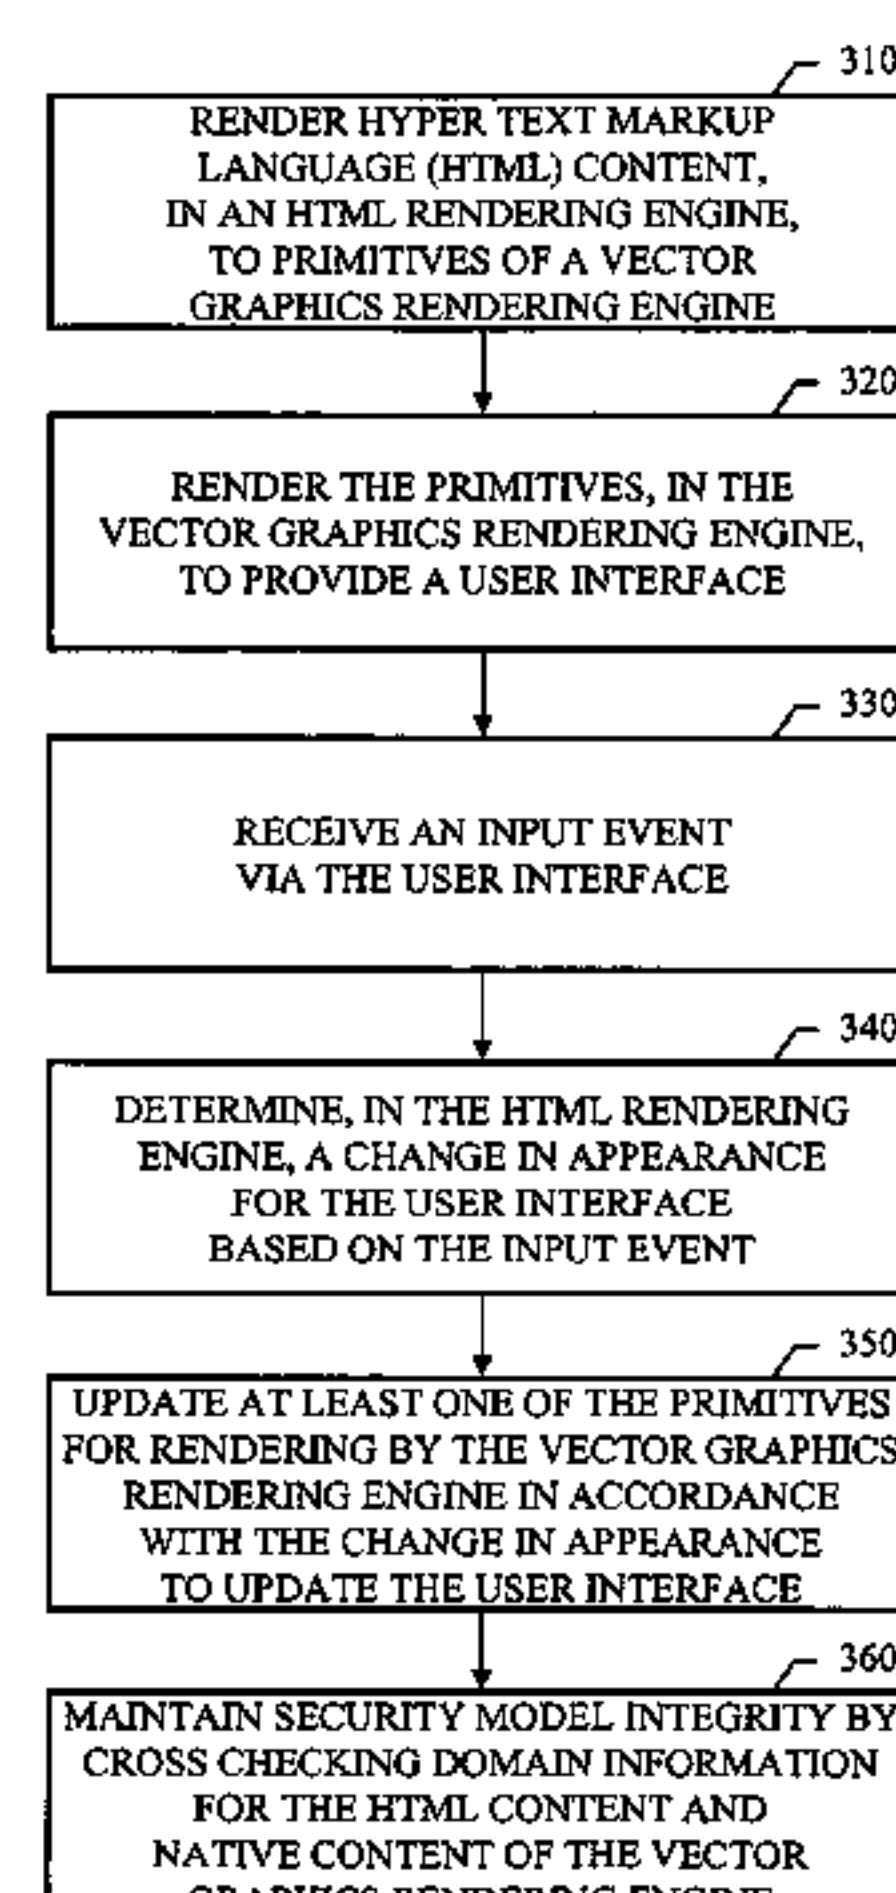 310
RENDER HYPER TEXT MARKUP
LANGUAGE (HTML) CONTENT,
IN AN HTML RENDERING ENGINE,
TO PRIMITIVES OF A VECTOR
GRAPHICS RENDERING ENGINE
320
RENDER THE PRIMITIVES, IN THE
VECTOR GRAPHICS RENDERING ENGINE,
TO PROVIDE A USER INTERFACE
330
RECEIVE AN INPUT EVENT
VIA THE USER INTERFACE
340
DETERMINE, IN THE HTML RENDERING
ENGINE, A CHANGE IN APPEARANCE
FOR THE USER INTERFACE
BASED ON THE INPUT EVENT
350
UPDATE AT LEAST ONE OF THE PRIMITIVES
FOR RENDERING BY THE VECTOR GRAPHICS
RENDERING ENGINE IN ACCORDANCE
WITH THE CHANGE IN APPEARANCE
TO UPDATE THE USER INTERFACE
360
MAINTAIN SECURITY MODEL INTEGRITY BY
CROSS CHECKING DOMAIN INFORMATION
FOR THE HTML CONTENT AND
NATIVE CONTENT OF THE VECTOR
GRAPHICS RENDERING ENGINE